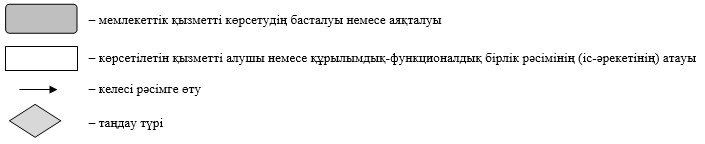 – мемлекеттік қызметті көрсетудің басталуы немесе аяқталуы
– көрсетілетін қызметті алушы немесе құрылымдық-функционалдық бірлік рәсімінің (іс-әрекетінің) атауы
– келесі рәсімге өту
– таңдау түрі